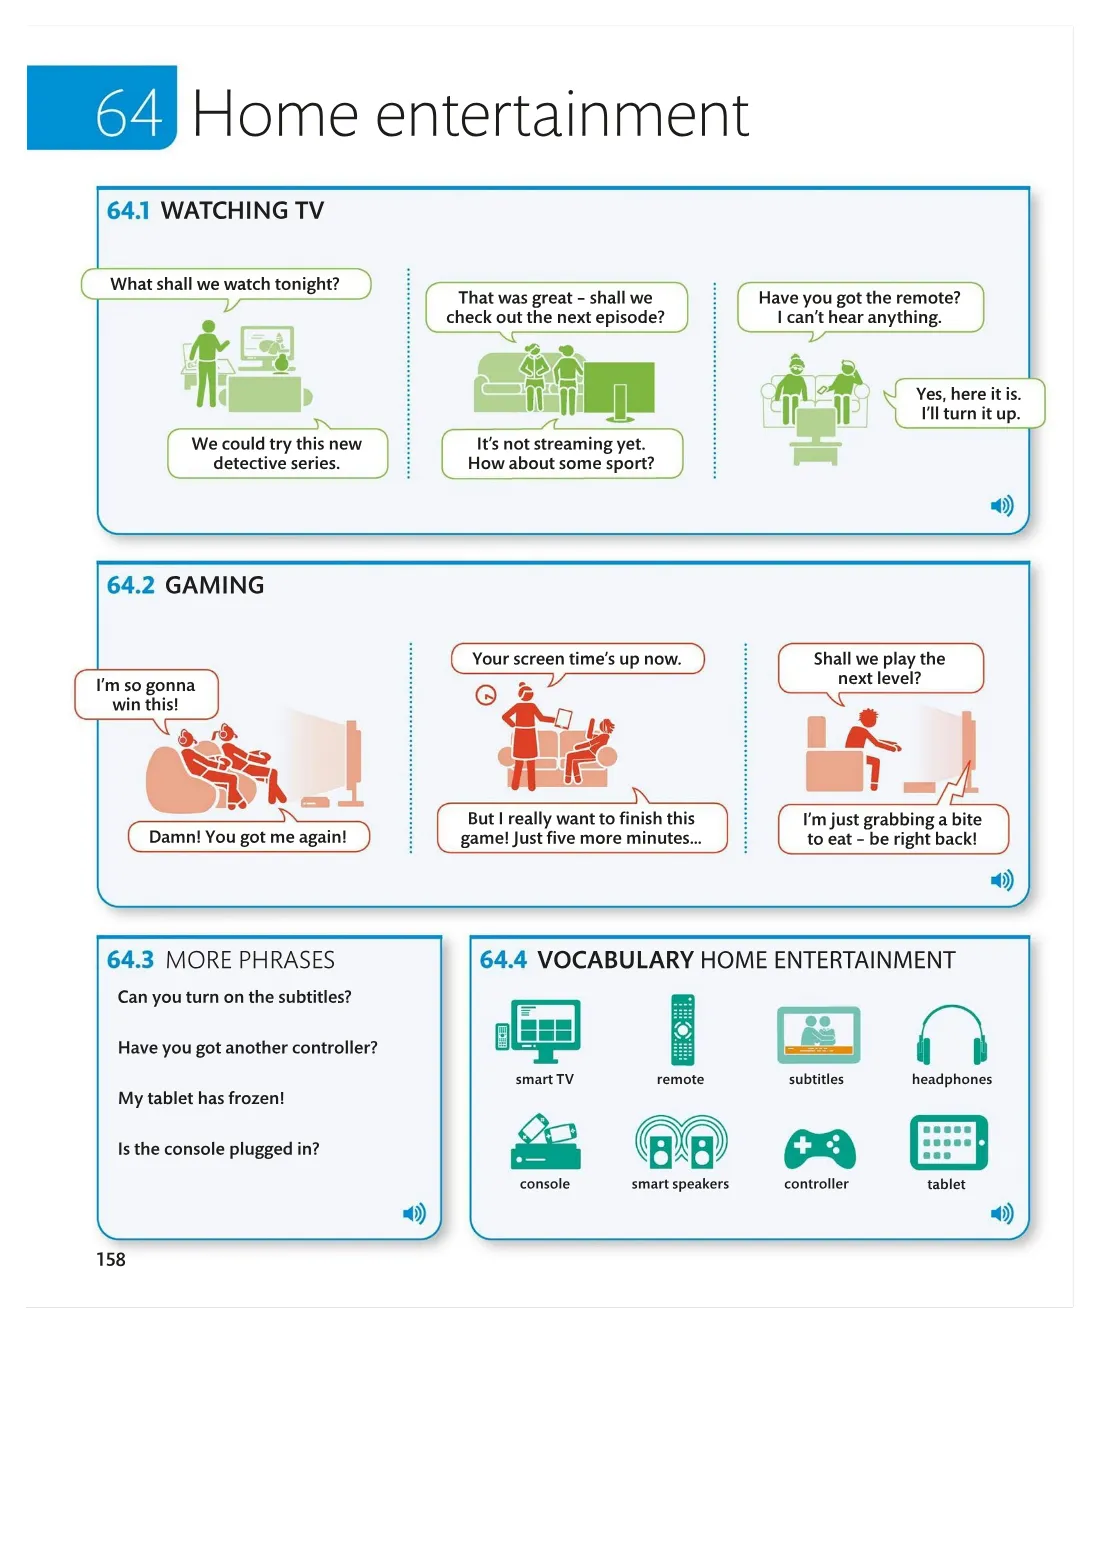 64 Home entertainment
64.1 WATCHING TV
What shall we watch tonight?
We could try this new
detective series.
That was great – shall we
check out the next episode?
It's not streaming yet.
How about some sport?
Have you got the remote?
I can't hear anything.
Yes, here it is.
I'll turn it up.
64.2 GAMING
I'm so gonna
win this!
Damn! You got me again!
Your screen time's up now.
But I really want to finish this
game! Just five more minutes...
Shall we play the
next level?
I'm just grabbing a bite
to eat – be right back!
64.3 MORE PHRASES
Can you turn on the subtitles?
Have you got another controller?
My tablet has frozen!
Is the console plugged in?
64.4 VOCABULARY HOME ENTERTAINMENT
smart TV
remote
subtitles
headphones
console
smart speakers
controller
tablet
158